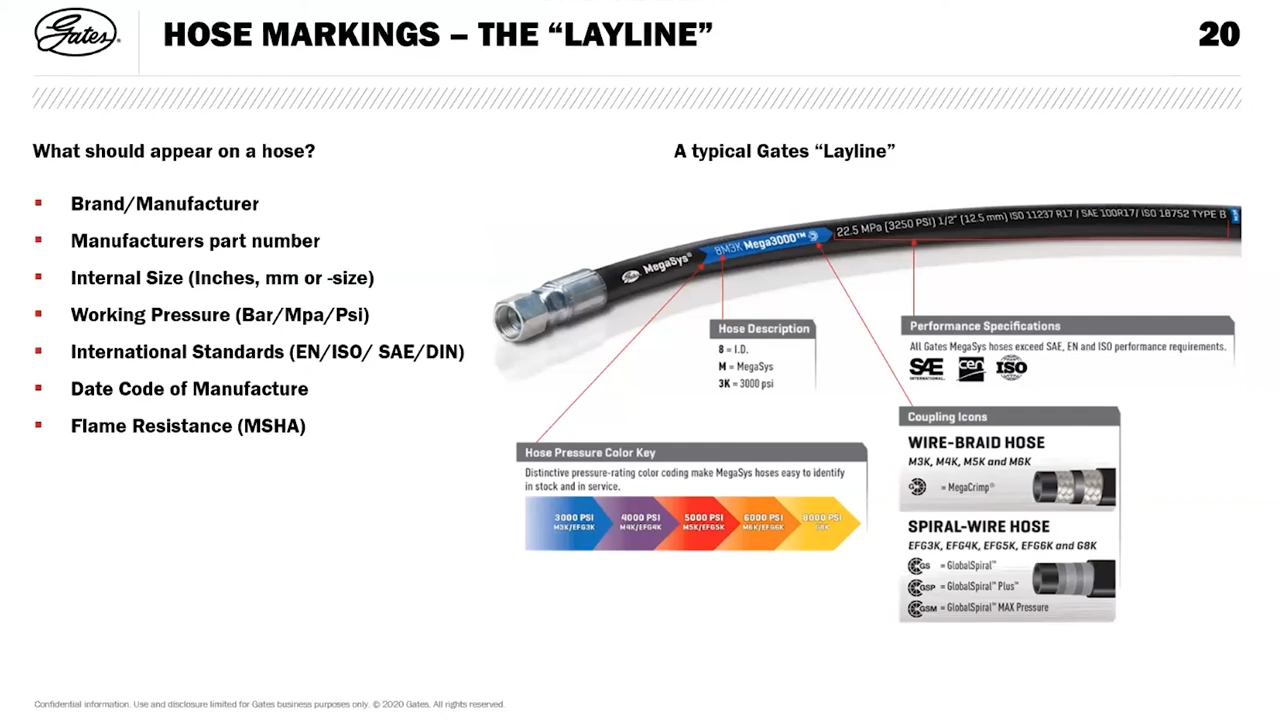 Gates
HOSE MARKINGS – THE “LAYLINE”
20
What should appear on a hose?
Brand/Manufacturer
Manufacturers part number
Internal Size (Inches, mm or -size)
Working Pressure (Bar/Mpa/Psi)
International Standards (EN/ISO/ SAE/DIN)
Date Code of Manufacture
Flame Resistance (MSHA)
A typical Gates “Layline”
MegaSys®
8M3K Mega3000™
22.5 MPa (3250 PSI) 1/2" (12.5 mm) ISO 11237 R17 / SAE 100R17/ ISO 18752 TYPE B
Hose Description
8 = I.D.
M = MegaSys
3K = 3000 psi
Performance Specifications
All Gates MegaSys hoses exceed SAE, EN and ISO performance requirements.
SAE
INTERNATIONAL
cen
ISO
Hose Pressure Color Key
Distinctive pressure-rating color coding make MegaSys hoses easy to identify
in stock and in service.
3000 PSI
M3K/EFG3K
4000 PSI
M4K/EFG4K
5000 PSI
M5K/EFG5K
6000 PSI
M6K/EFG6K
8000 PSI
G8K
Coupling Icons
WIRE-BRAID HOSE
M3K, M4K, M5K and M6K
G
= MegaCrimp®
SPIRAL-WIRE HOSE
EFG3K, EFG4K, EFG5K, EFG6K and G8K
GS = GlobalSpiral™
GSP = GlobalSpiral™ Plus™
GSM = GlobalSpiral™ MAX Pressure
Confidential information. Use and disclosure limited for Gates business purposes only. © 2020 Gates. All rights reserved.